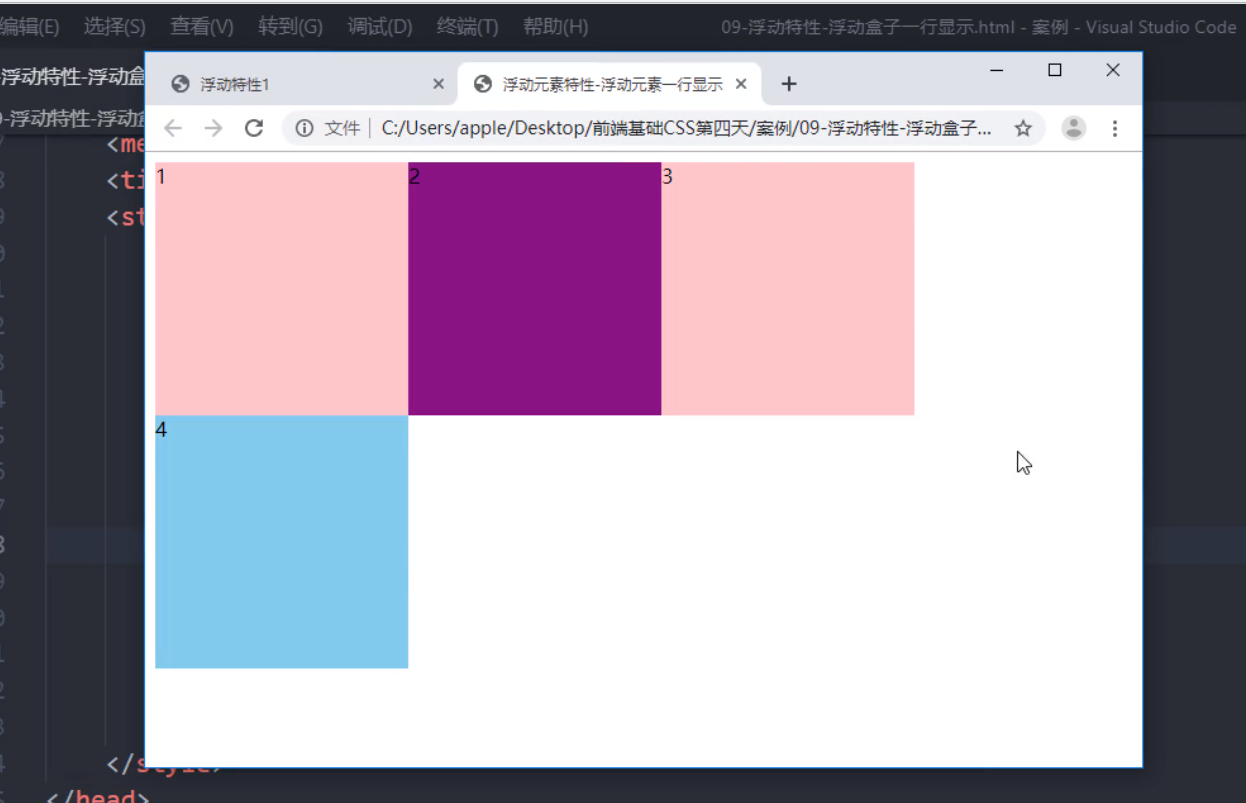 编辑(E) 选择(S) 查看(V) 转到(G) 调试(D) 终端(T) 帮助(H) 09-浮动特性-浮动盒子一行显示.html - 案例 - Visual Studio Code
-浮动特性-浮动盒
浮动特性1 浮动元素特性-浮动元素一行显示
-浮动特性-浮动
文件 C:/Users/apple/Desktop/前端基础CSS第四天/案例/09-浮动特性-浮动盒子...
<me
<ti
<st
1 2 3
4
</style>
</head>